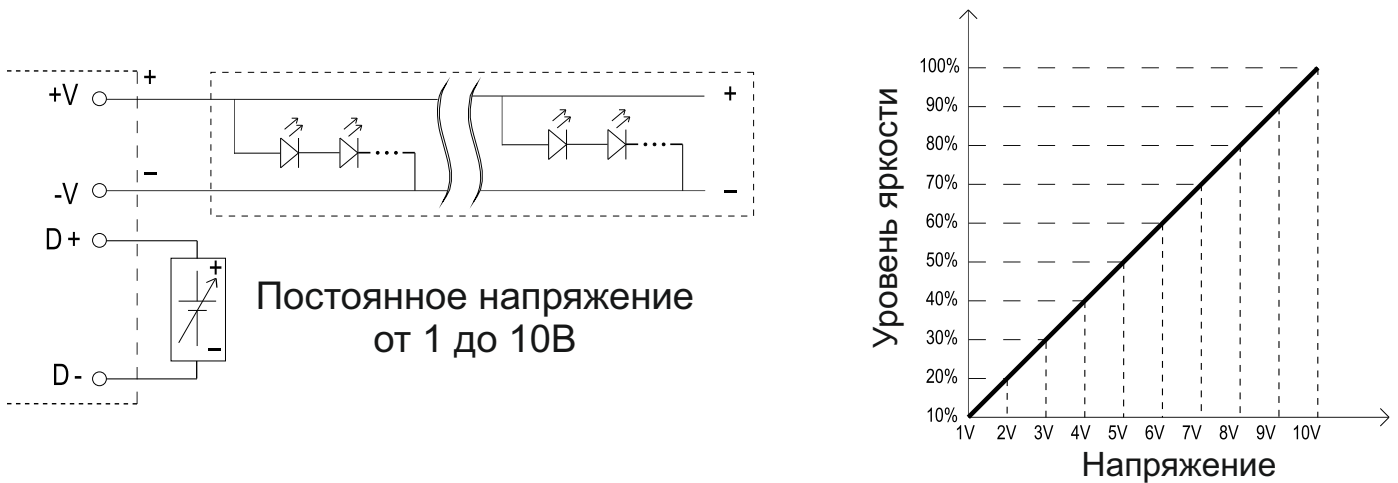 +V
+
+
-V
−
−
D+
+
−
D-
Постоянное напряжение
от 1 до 10В
Уровень яркости
100%
90%
80%
70%
60%
50%
40%
30%
20%
10%
1V 2V 3V 4V 5V 6V 7V 8V 9V 10V
Напряжение